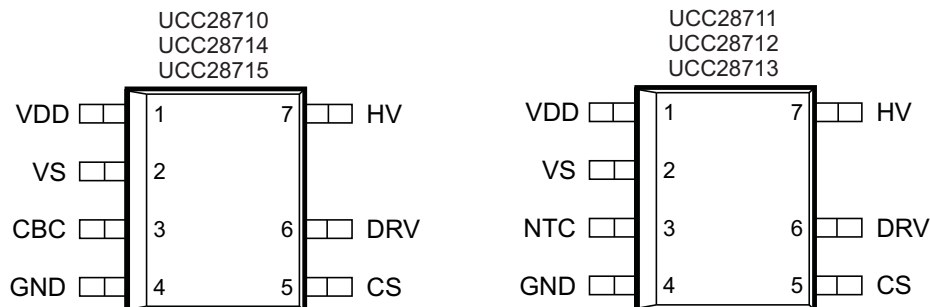 UCC28710
UCC28714
UCC28715
VDD 1 7 HV
VS 2
CBC 3 6 DRV
GND 4 5 CS
UCC28711
UCC28712
UCC28713
VDD 1 7 HV
VS 2
NTC 3 6 DRV
GND 4 5 CS